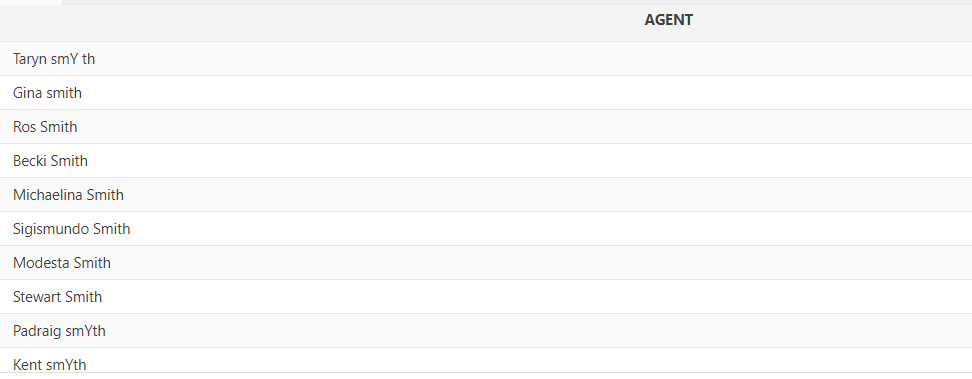 AGENT
Taryn smY th
Gina smith
Ros Smith
Becki Smith
Michaelina Smith
Sigismundo Smith
Modesta Smith
Stewart Smith
Padraig smYth
Kent smYth